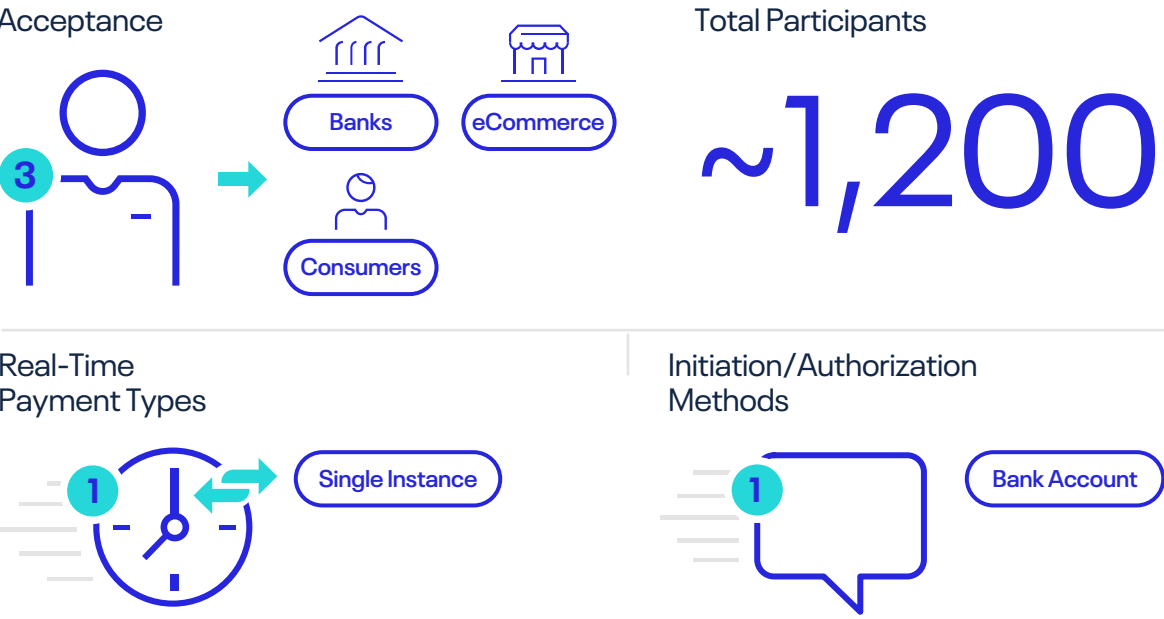 Acceptance
3
Banks
eCommerce
Consumers
Total Participants
~1,200
Real-Time
Payment Types
1
Single Instance
Initiation/Authorization
Methods
1
Bank Account